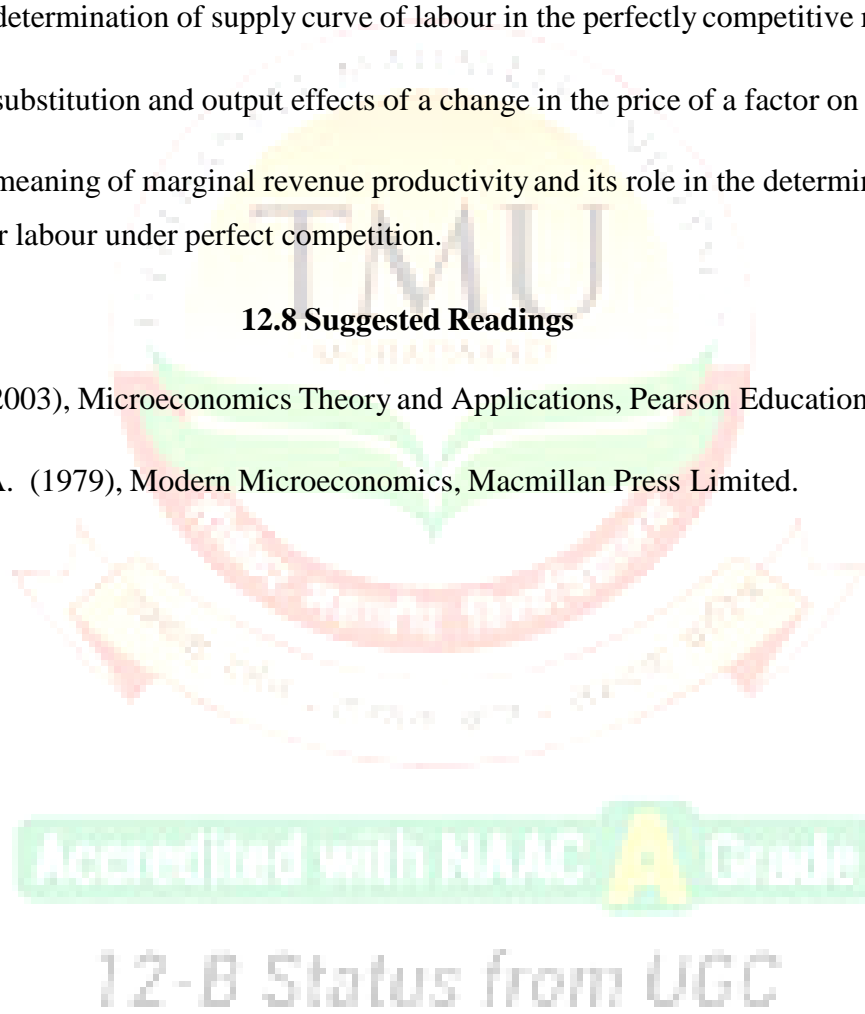 determination of supply curve of labour in the perfectly competitive
substitution and output effects of a change in the price of a factor on
meaning of marginal revenue productivity and its role in the
r labour under perfect competition.
TMU
12.8 Suggested Readings
2003), Microeconomics Theory and Applications, Pearson Education
A. (1979), Modern Microeconomics, Macmillan Press Limited.
Accredited with NAAC A Grade
12-B Status from UGC